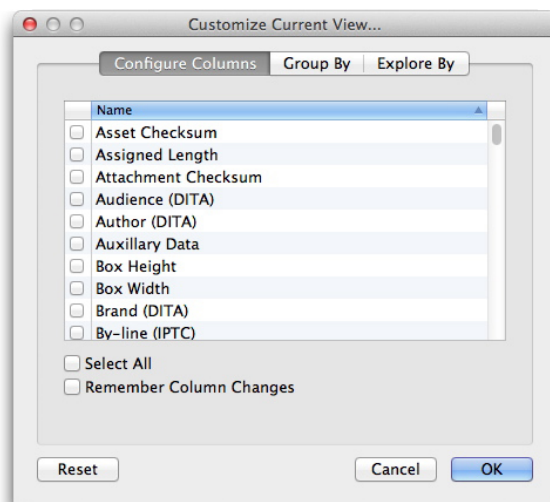 Customize Current View...
Configure Columns Group By Explore By
Name
Asset Checksum
Assigned Length
Attachment Checksum
Audience (DITA)
Author (DITA)
Auxillary Data
Box Height
Box Width
Brand (DITA)
By-line (IPTC)
Select All
Remember Column Changes
Reset Cancel OK